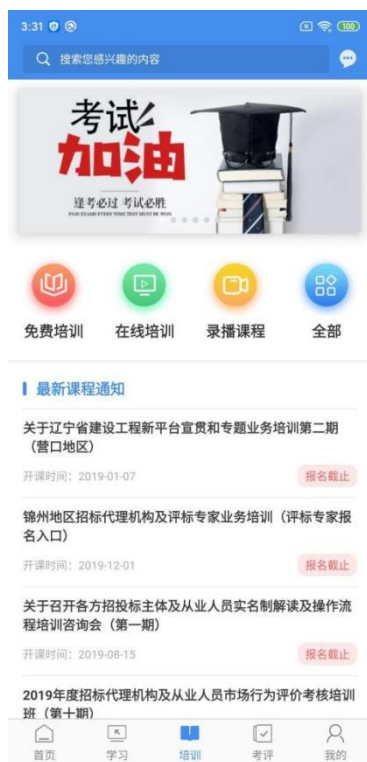 3:31
100
搜索您感兴趣的内容
考试
加油
逢考必过 考试必胜
PASS EXAMS EVERY TIME TEST MUST BE WON
免费培训
在线培训
录播课程
全部
最新课程通知
关于辽宁省建设工程新平台宣贯和专题业务培训第二期
（营口地区）
开课时间：2019-01-07
报名截止
锦州地区招标代理机构及评标专家业务培训（评标专家报
名入口）
开课时间：2019-12-01
报名截止
关于召开各方招投标主体及从业人员实名制解读及操作流
程培训咨询会（第一期）
开课时间：2019-08-15
报名截止
2019年度招标代理机构及从业人员市场行为评价考核培训
班（第十期）
首页
学习
培训
考评
我的